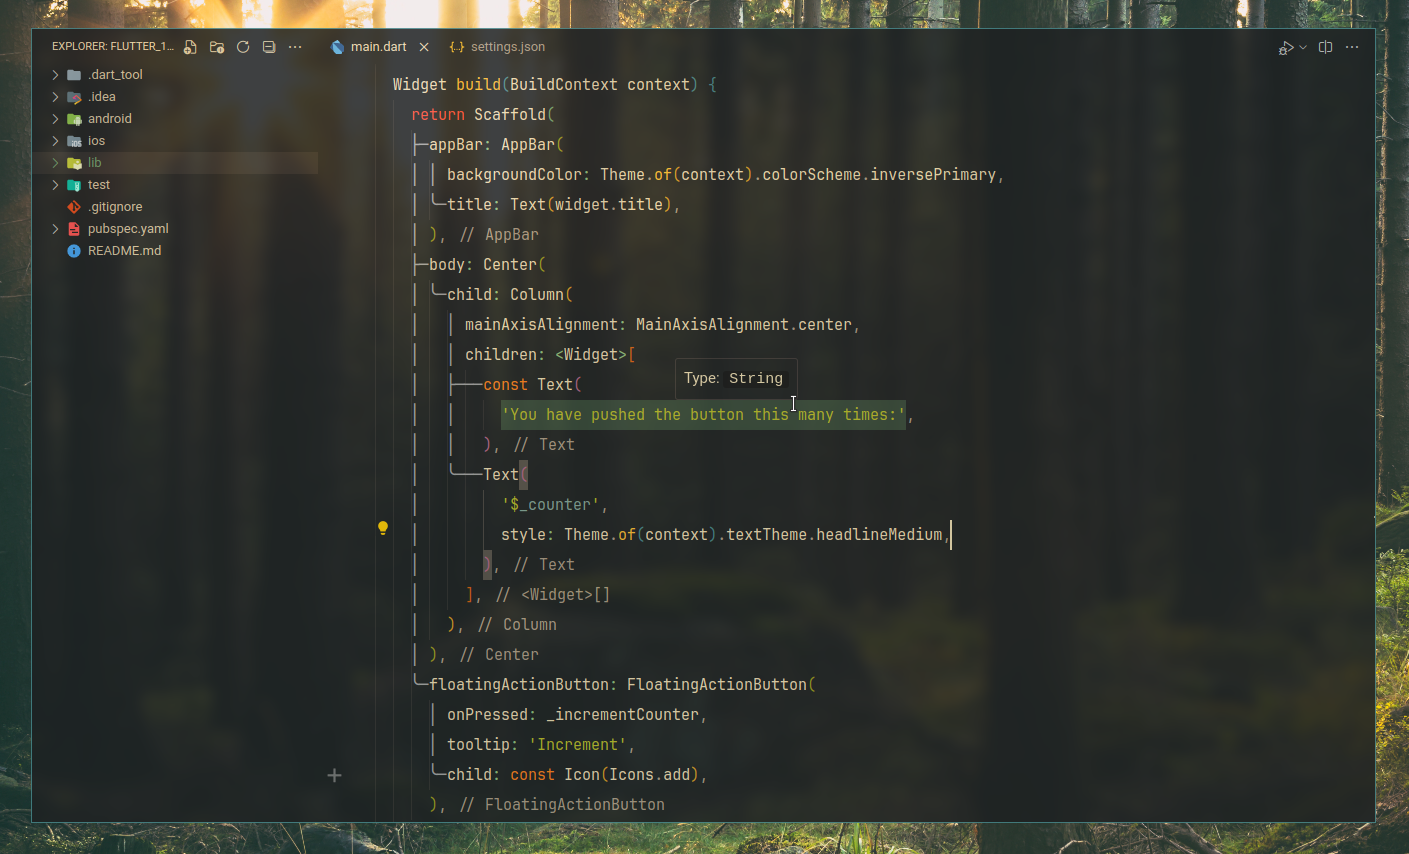 EXPLORER: FLUTTER_1...
main.dart
settings.json
.dart_tool
.idea
android
ios
lib
test
.gitignore
pubspec.yaml
README.md
Widget build(BuildContext context) {
return Scaffold(
appBar: AppBar(
backgroundColor: Theme.of(context).colorScheme.inversePrimary,
title: Text(widget.title),
), // AppBar
body: Center(
child: Column(
mainAxisAlignment: MainAxisAlignment.center,
children: <Widget>[
Type: String
const Text(
'You have pushed the button this many times:',
), // Text
Text(
'$_counter',
style: Theme.of(context).textTheme.headlineMedium,
), // Text
], // <Widget>[]
), // Column
), // Center
floatingActionButton: FloatingActionButton(
onPressed: _incrementCounter,
tooltip: 'Increment',
child: const Icon(Icons.add),
), // FloatingActionButton